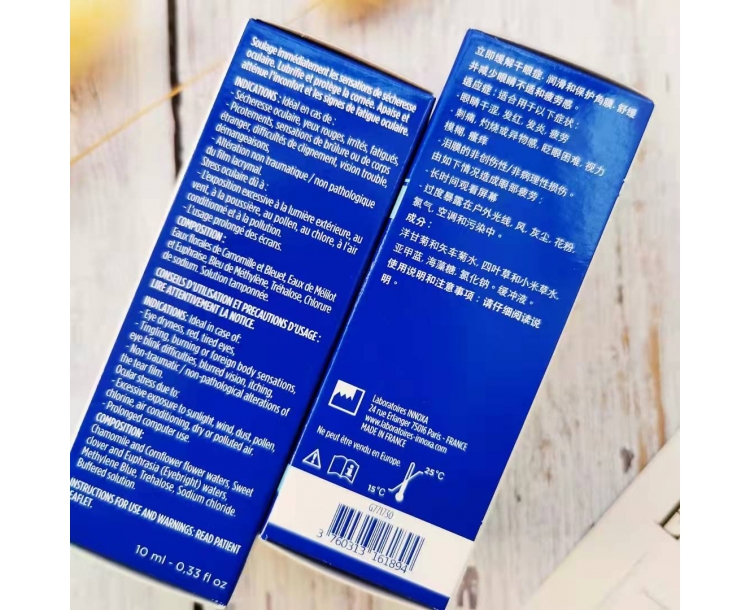 Soulage immédiatement les sensations de sécheresse
oculaire. Lubrifie et protège la cornée. Apaise et
atténue l'inconfort et les signes de fatigue oculaire.
INDICATIONS : Idéal en cas de :
- Sécheresse oculaire, yeux rouges, irrités, fatigués,
- Picotements, sensations de brûlure ou de corps
étranger, difficultés de clignement, vision trouble,
démangeaisons,
- Altération non traumatique / non pathologique
du film lacrymal.
Stress oculaire dû à :
- L'exposition excessive à la lumière extérieure, au
vent, à la poussière, au pollen, au chlore, à l'air
conditionné et à la pollution.
- L'usage prolongé des écrans.
COMPOSITION :
Eaux florales de Camomille et Bleuet, Eaux de Mélilot
et Euphraise, Bleu de Méthylène, Tréhalose, Chlorure
de sodium. Solution tamponnée.
CONSEILS D'UTILISATION ET PRECAUTIONS D'USAGE :
LIRE ATTENTIVEMENT LA NOTICE.
INDICATIONS: Ideal in case of:
- Eye dryness, red, tired eyes,
- Tingling, burning or foreign body sensations,
eye blink difficulties, blurred vision, itching,
- Non-traumatic / non-pathological alterations of
the tear film.
Ocular stress due to:
- Excessive exposure to sunlight, wind, dust, pollen,
chlorine, air conditioning, dry or polluted air.
- Prolonged computer use.
COMPOSITION:
Chamomile and Cornflower flower waters, Sweet
clover and Euphrasia (Eyebright) waters,
Methylene Blue, Trehalose, Sodium chloride.
Buffered solution.
INSTRUCTIONS FOR USE AND WARNINGS: READ PATIENT
LEAFLET.
10 ml - 0,33 fl oz
立即缓解干眼症, 润滑和保护角膜, 舒缓
并减少眼睛不适和疲劳感。
适应症: 适合用于以下症状:
- 眼睛干涩, 发红, 发炎, 疲劳
- 刺痛, 灼烧或异物感, 眨眼困难, 视力
模糊, 瘙痒
- 泪膜的非创伤性/非病理性损伤。
由如下情况造成眼部疲劳:
- 长时间观看屏幕
- 过度暴露在户外光线, 风, 灰尘, 花粉,
氯气, 空调和污染中。
成分:
洋甘菊和矢车菊水, 四叶草和小米草水,
亚甲蓝, 海藻糖, 氯化钠。缓冲液。
使用说明和注意事项: 请仔细阅读说
明。
Laboratoires INNOXA
24 rue Erlanger 75016 Paris - FRANCE
www.laboratoires-innoxa.com
MADE IN FRANCE
Ne peut être vendu en Europe.
25°C
15°C
G771730
3 760313 161894